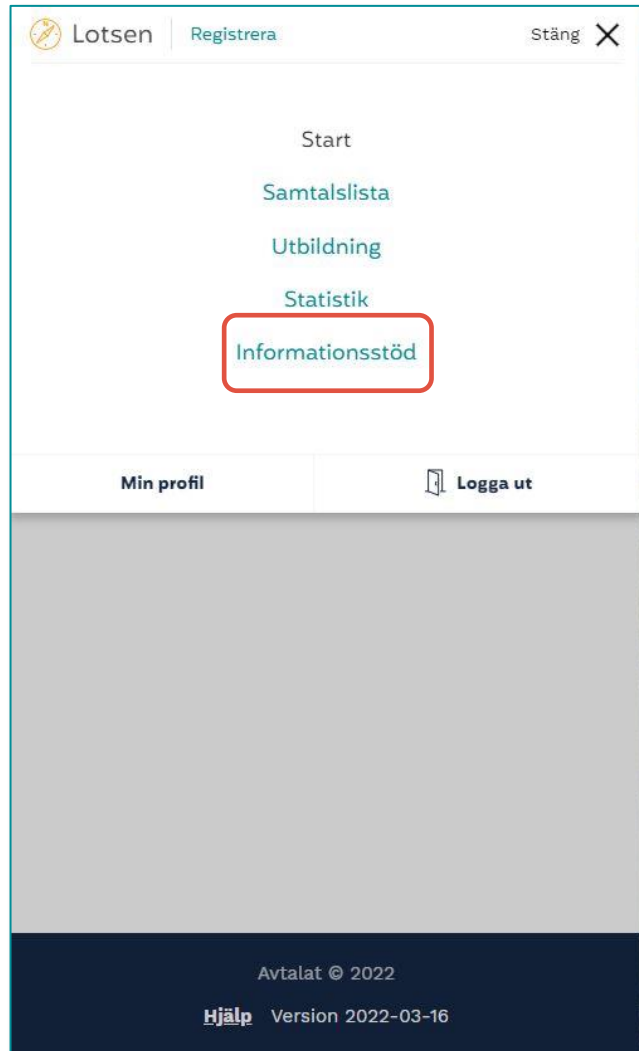 Lotsen Registrera Stäng
Start
Samtalslista
Utbildning
Statistik
Informationsstöd
Min profil Logga ut
Avtalat © 2022
Hjälp Version 2022-03-16